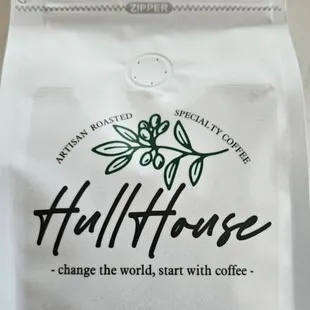 ZIPPER
ARTISAN ROASTED SPECIALTY COFFEE
HullHouse
- change the world, start with coffee -